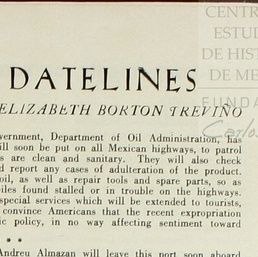 CENTR
ESTUD
DE HIST
DE ME
FUNDA
Carlos
DATELINES
ELIZABETH BORTON TREVIÑO
vernment, Department of Oil Administration, has
ill soon be put on all Mexican highways, to patrol
s are clean and sanitary. They will also check
d report any cases of adulteration of the product.
oil, as well as repair tools and spare parts, so as
biles found stalled or in trouble on the highways.
special services which will be extended to tourists,
convince Americans that the recent expropriation
ic policy, in no way affecting sentiment toward
* * *
Andreu Almazan will leave this port soon aboard